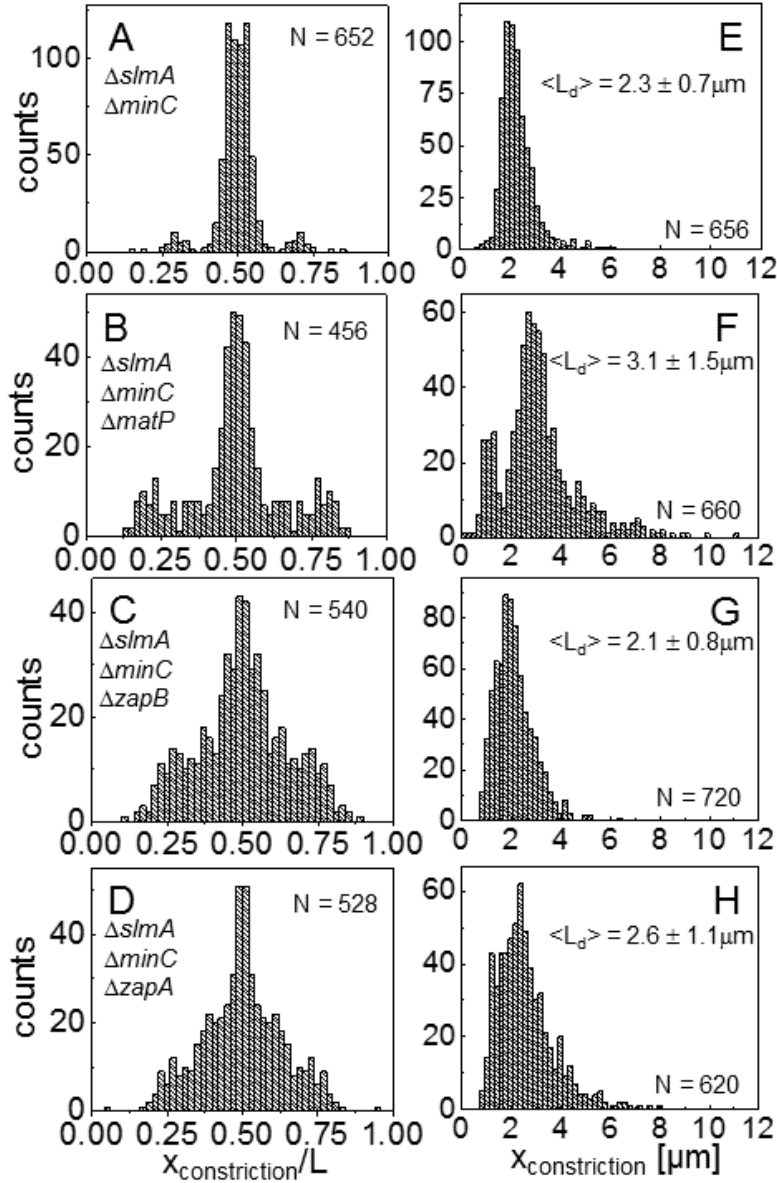 A
N = 652
ΔslmA
ΔminC
counts
100
50
0
0.00 0.25 0.50 0.75 1.00
E
<L_d> = 2.3 ± 0.7μm
N = 656
100
75
50
25
0
0 2 4 6 8 10 12
B
N = 456
ΔslmA
ΔminC
ΔmatP
counts
40
20
0
0.00 0.25 0.50 0.75 1.00
F
<L_d> = 3.1 ± 1.5μm
N = 660
60
40
20
0
0 2 4 6 8 10 12
C
N = 540
ΔslmA
ΔminC
ΔzapB
counts
40
20
0
0.00 0.25 0.50 0.75 1.00
G
<L_d> = 2.1 ± 0.8μm
N = 720
80
60
40
20
0
0 2 4 6 8 10 12
D
N = 528
ΔslmA
ΔminC
ΔzapA
counts
40
20
0
0.00 0.25 0.50 0.75 1.00
x_constriction/L
H
<L_d> = 2.6 ± 1.1μm
N = 620
60
40
20
0
0 2 4 6 8 10 12
x_constriction [μm]